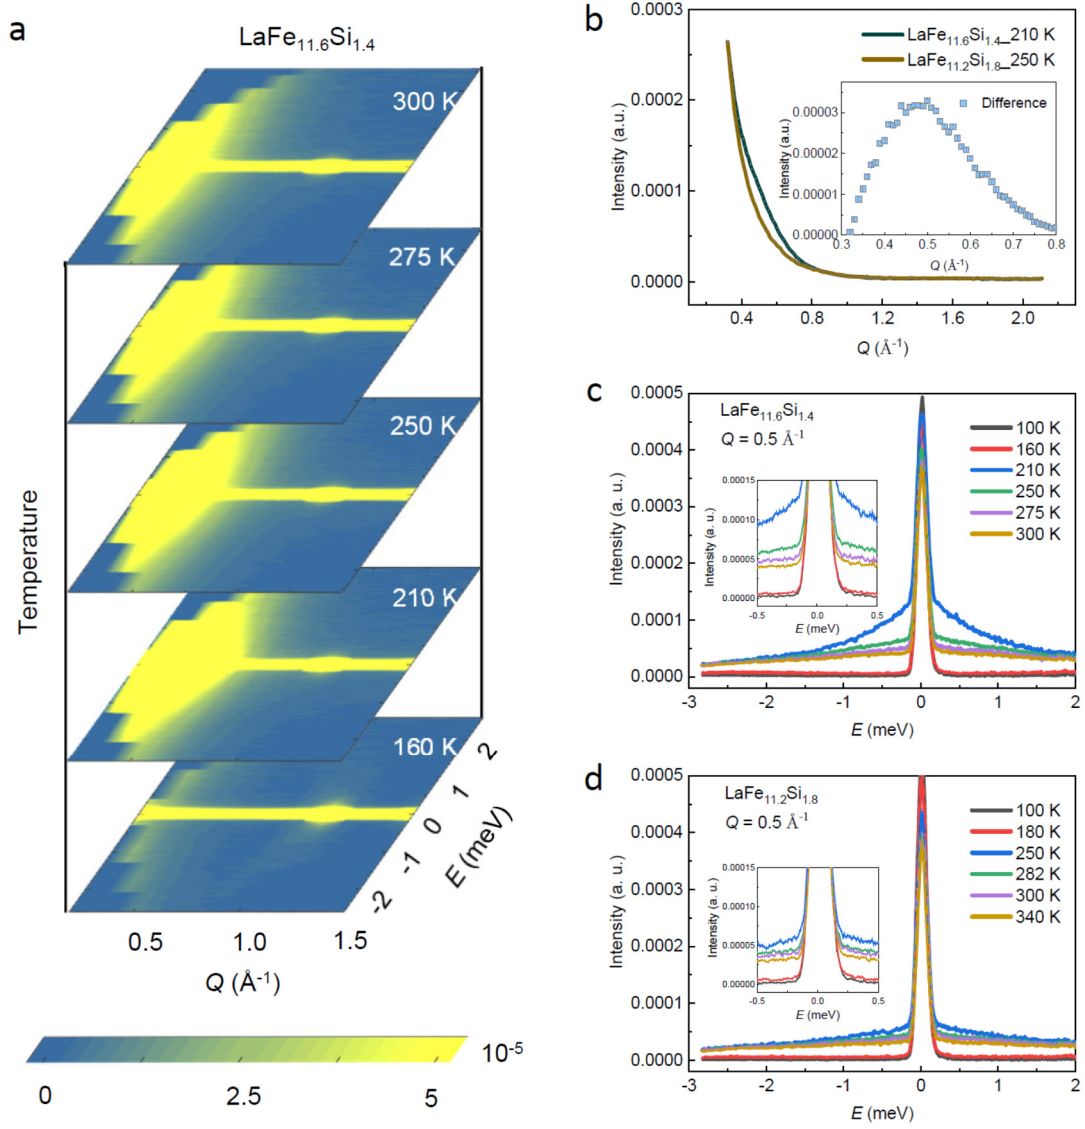 a
LaFe11.6Si1.4
300 K
275 K
250 K
210 K
160 K
Temperature
2
1
0
-1
-2
E (meV)
0.5 1.0 1.5
Q (Å-1)
10-5
0 2.5 5
b
0.0003
0.0002
0.0001
0.0000
Intensity (a.u.)
LaFe11.6Si1.4_210 K
LaFe11.2Si1.8_250 K
Difference
0.00003
0.00002
0.00001
0.00000
Intensity (a.u.)
0.3 0.4 0.5 0.6 0.7 0.8
Q (Å-1)
0.4 0.8 1.2 1.6 2.0
Q (Å-1)
c
0.0005
0.0004
0.0003
0.0002
0.0001
0.0000
Intensity (a. u.)
LaFe11.6Si1.4
Q = 0.5 Å-1
100 K
160 K
210 K
250 K
275 K
300 K
0.00015
0.00010
0.00005
0.00000
Intensity (a. u.)
-0.5 0.0 0.5
E (meV)
-3 -2 -1 0 1 2
E (meV)
d
0.0005
0.0004
0.0003
0.0002
0.0001
0.0000
Intensity (a. u.)
LaFe11.2Si1.8
Q = 0.5 Å-1
100 K
180 K
250 K
282 K
300 K
340 K
0.00015
0.00010
0.00005
0.00000
Intensity (a. u.)
-0.5 0.0 0.5
E (meV)
-3 -2 -1 0 1 2
E (meV)